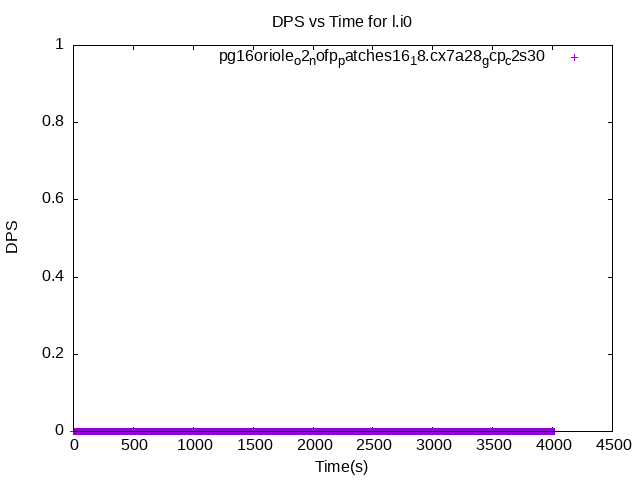 DPS vs Time for l.i0
pg16oriole_o2_nofp_patches16_18.cx7a28_gcp_c2s30
1
0.8
0.6
0.4
0.2
0
DPS
0 500 1000 1500 2000 2500 3000 3500 4000 4500
Time(s)